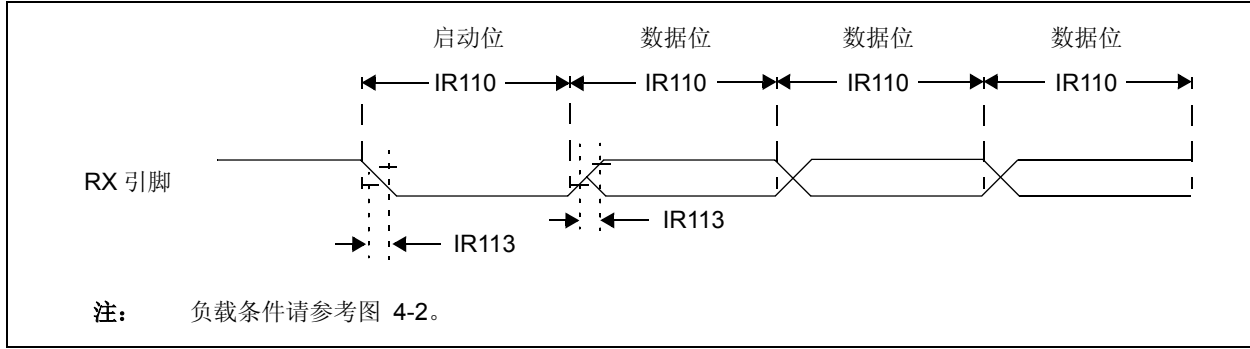 启动位 数据位 数据位 数据位
IR110 IR110 IR110 IR110
RX 引脚
IR113
IR113
注： 负载条件请参考图 4-2。